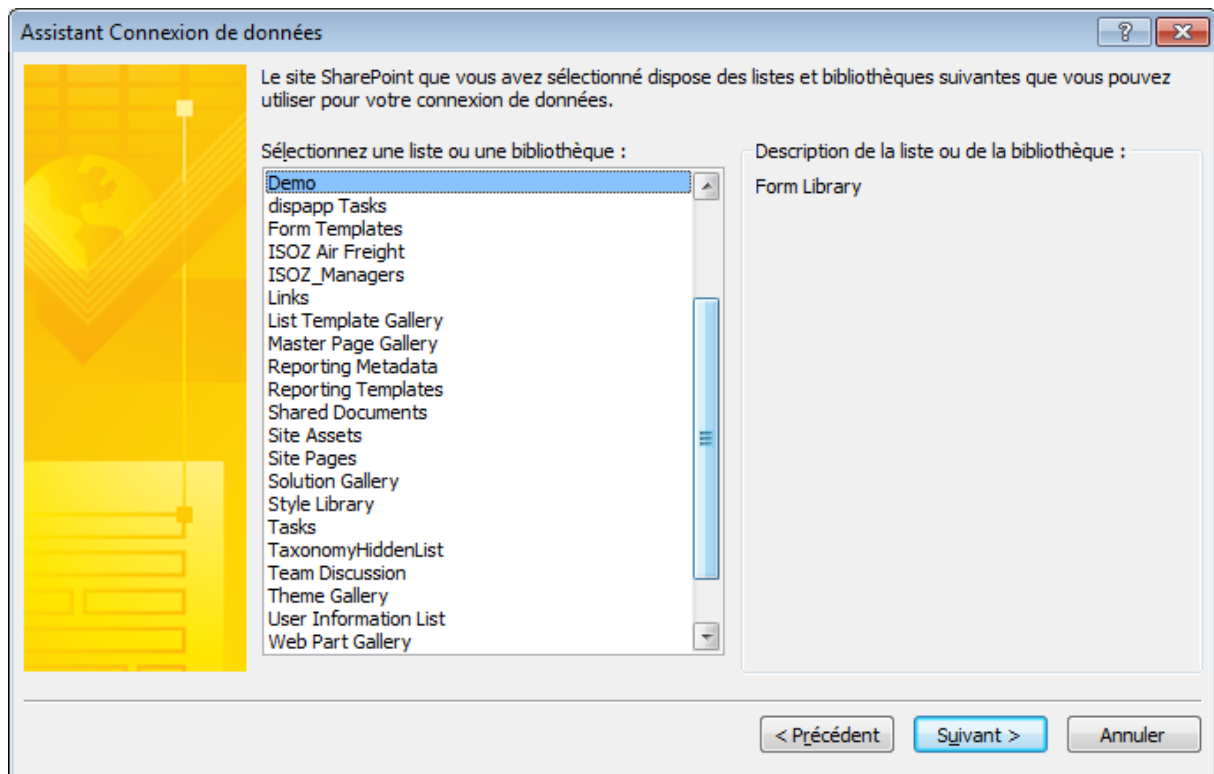 Assistant Connexion de données
Le site SharePoint que vous avez sélectionné dispose des listes et bibliothèques suivantes que vous pouvez
utiliser pour votre connexion de données.
Sélectionnez une liste ou une bibliothèque :
Demo
dispapp Tasks
Form Templates
ISOZ Air Freight
ISOZ_Managers
Links
List Template Gallery
Master Page Gallery
Reporting Metadata
Reporting Templates
Shared Documents
Site Assets
Site Pages
Solution Gallery
Style Library
Tasks
TaxonomyHiddenList
Team Discussion
Theme Gallery
User Information List
Web Part Gallery
Description de la liste ou de la bibliothèque :
Form Library
< Précédent
Suivant >
Annuler